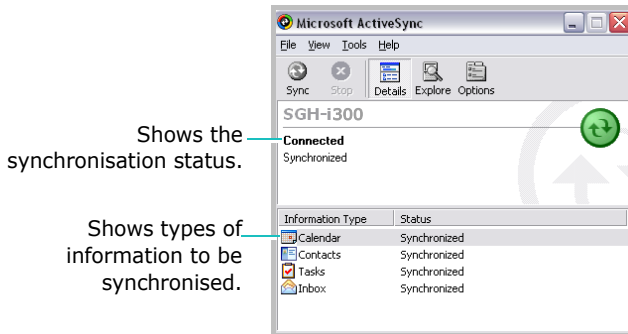 Microsoft ActiveSync
File View Tools Help
Sync Stop Details Explore Options
SGH-i300
Shows the
synchronisation status.
Connected
Synchronized
Information Type Status
Shows types of
information to be
synchronised.
Calendar Synchronized
Contacts Synchronized
Tasks Synchronized
Inbox Synchronized